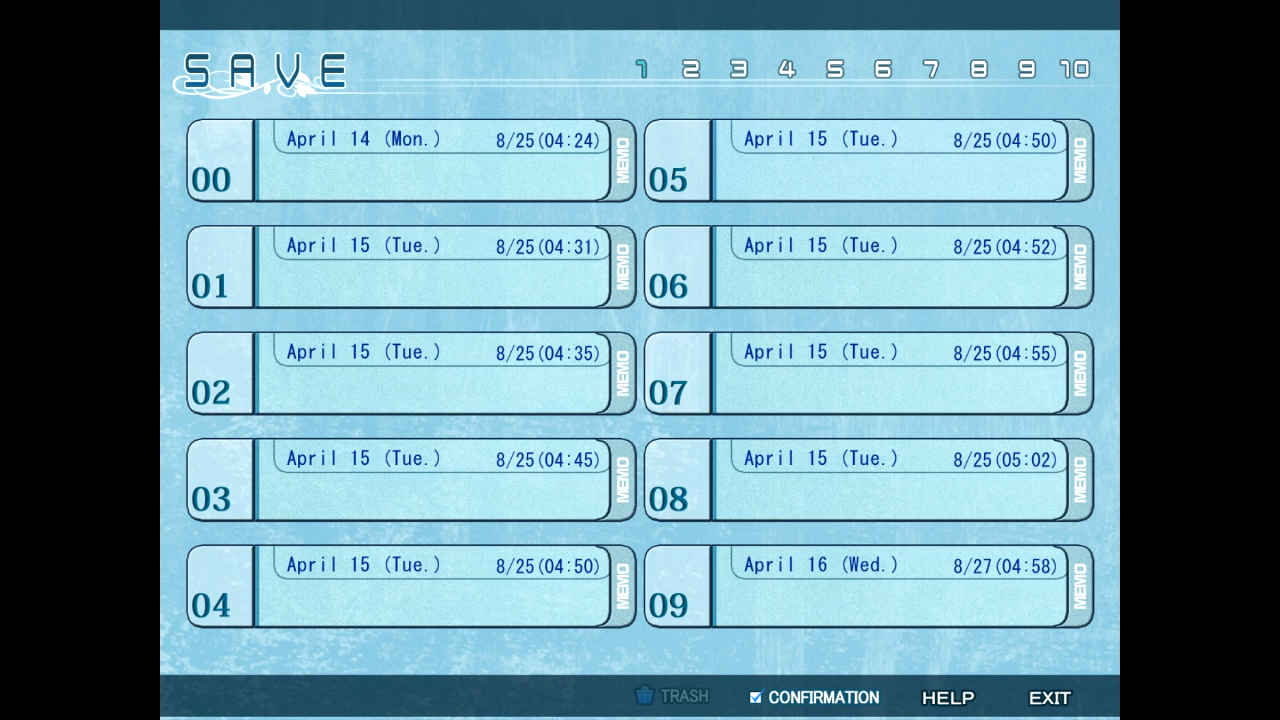 SAVE
1 2 3 4 5 6 7 8 9 10
April 14 (Mon.) 8/25(04:24)
00
MEMO
April 15 (Tue.) 8/25(04:31)
01
MEMO
April 15 (Tue.) 8/25(04:35)
02
MEMO
April 15 (Tue.) 8/25(04:45)
03
MEMO
April 15 (Tue.) 8/25(04:50)
04
MEMO
April 15 (Tue.) 8/25(04:50)
05
MEMO
April 15 (Tue.) 8/25(04:52)
06
MEMO
April 15 (Tue.) 8/25(04:55)
07
MEMO
April 15 (Tue.) 8/25(05:02)
08
MEMO
April 16 (Wed.) 8/27(04:58)
09
MEMO
TRASH CONFIRMATION HELP EXIT